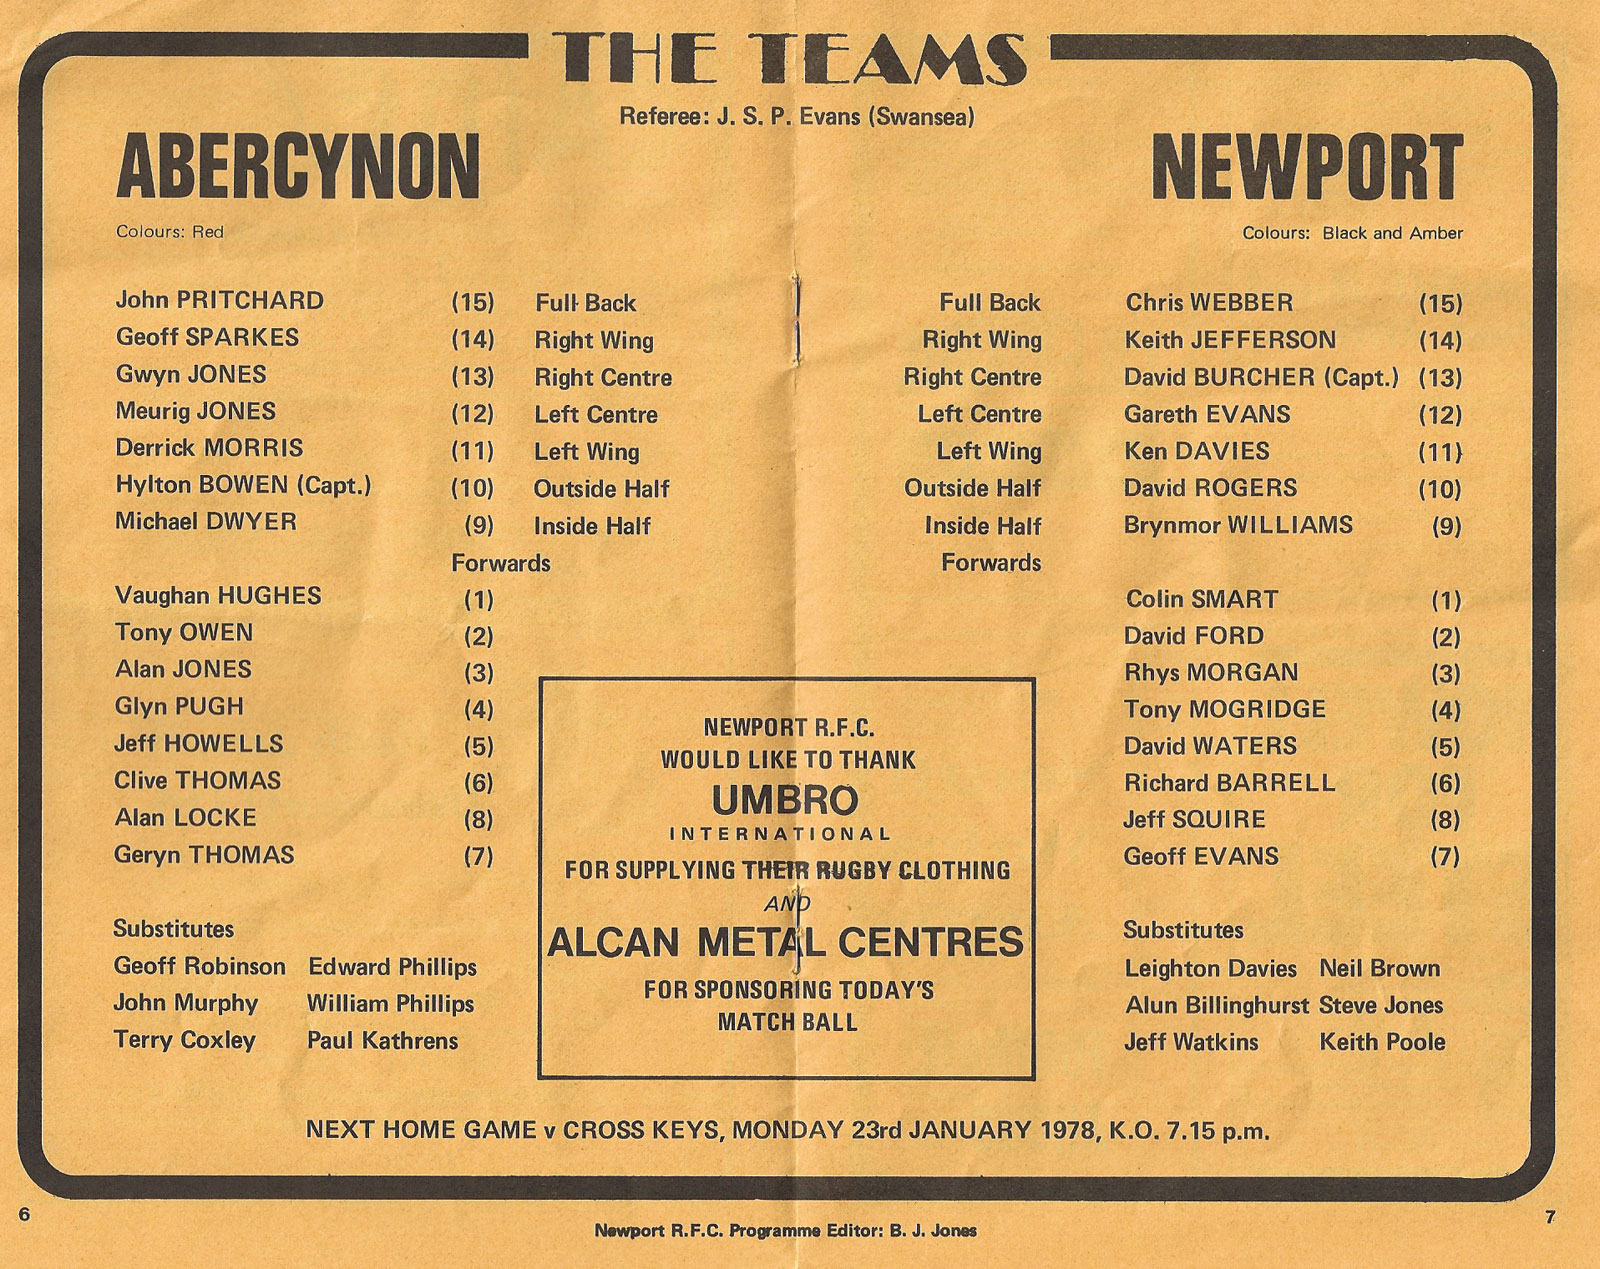 THE TEAMS
Referee: J. S. P. Evans (Swansea)
ABERCYNON
Colours: Red
John PRITCHARD (15) Full Back
Geoff SPARKES (14) Right Wing
Gwyn JONES (13) Right Centre
Meurig JONES (12) Left Centre
Derrick MORRIS (11) Left Wing
Hylton BOWEN (Capt.) (10) Outside Half
Michael DWYER (9) Inside Half
Forwards
Vaughan HUGHES (1)
Tony OWEN (2)
Alan JONES (3)
Glyn PUGH (4)
Jeff HOWELLS (5)
Clive THOMAS (6)
Alan LOCKE (8)
Geryn THOMAS (7)
Substitutes
Geoff Robinson Edward Phillips
John Murphy William Phillips
Terry Coxley Paul Kathrens
NEWPORT
Colours: Black and Amber
Full Back Chris WEBBER (15)
Right Wing Keith JEFFERSON (14)
Right Centre David BURCHER (Capt.) (13)
Left Centre Gareth EVANS (12)
Left Wing Ken DAVIES (11)
Outside Half David ROGERS (10)
Inside Half Brynmor WILLIAMS (9)
Forwards
Colin SMART (1)
David FORD (2)
Rhys MORGAN (3)
Tony MOGRIDGE (4)
David WATERS (5)
Richard BARRELL (6)
Jeff SQUIRE (8)
Geoff EVANS (7)
Substitutes
Leighton Davies Neil Brown
Alun Billinghurst Steve Jones
Jeff Watkins Keith Poole
NEWPORT R.F.C.
WOULD LIKE TO THANK
UMBRO
INTERNATIONAL
FOR SUPPLYING THEIR RUGBY CLOTHING
AND
ALCAN METAL CENTRES
FOR SPONSORING TODAY'S
MATCH BALL
NEXT HOME GAME v CROSS KEYS, MONDAY 23rd JANUARY 1978, K.O. 7.15 p.m.
6
Newport R.F.C. Programme Editor: B. J. Jones
7